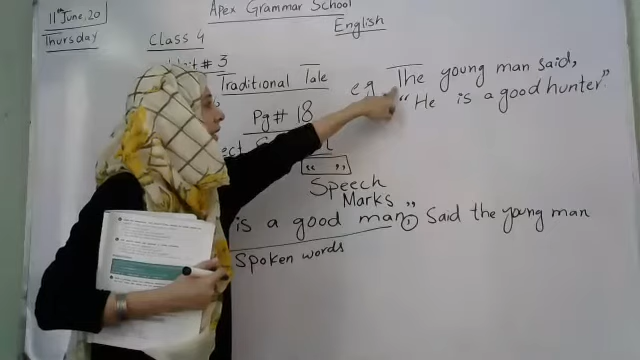 Apex Grammar School
11th June, 20
Thursday
English
Class 4
# 3
Traditional Tale
Pg# 18
e.g The young man said,
"He is a good hunter."
" "
Speech
Marks
is a good man," Said the young man
Spoken words